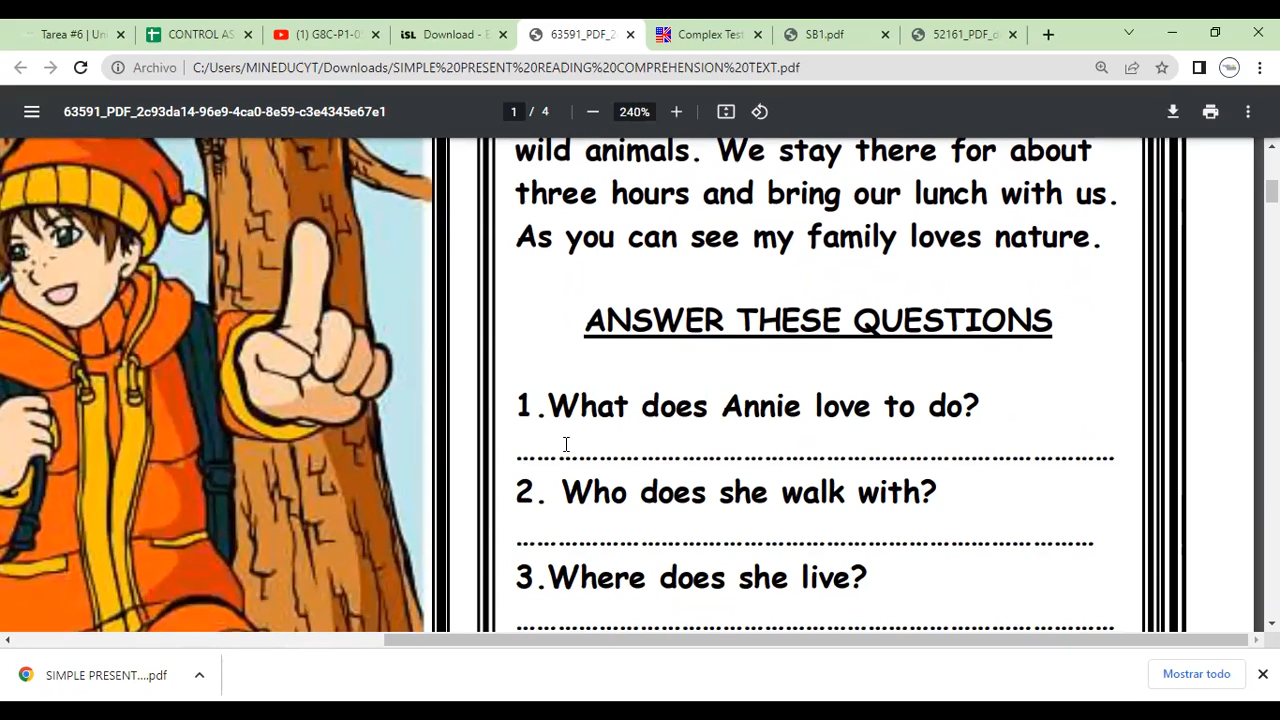 Tarea #6 | Un
CONTROL AS
(1) G8C-P1-0
iSL Download - E
63591_PDF_2
Complex Test
SB1.pdf
52161_PDF_d
Archivo C:/Users/MINEDUCYT/Downloads/SIMPLE%20PRESENT%20READING%20COMPREHENSION%20TEXT.pdf
63591_PDF_2c93da14-96e9-4ca0-8e59-c3e4345e67e1
1 / 4
240%
wild animals. We stay there for about
three hours and bring our lunch with us.
As you can see my family loves nature.
ANSWER THESE QUESTIONS
1.What does Annie love to do?
2. Who does she walk with?
3.Where does she live?
SIMPLE PRESENT....pdf
Mostrar todo